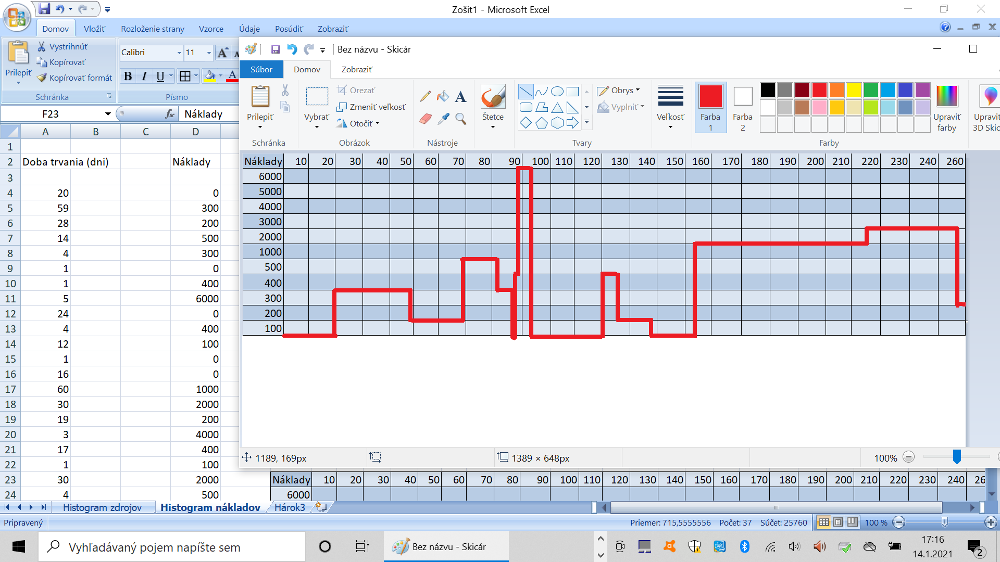 Zošit1 - Microsoft Excel
Domov Vložiť Rozloženie strany Vzorce Údaje Posúdiť Zobraziť
Prilepiť
Vystrihnúť
Kopírovať
Kopírovať formát
Schránka
Calibri 11
B I U A
Písmo
F23 fx Náklady
A B C D
1
2 Doba trvania (dni) Náklady
3
4 20 0
5 59 300
6 28 200
7 14 500
8 4 300
9 1 0
10 1 400
11 5 6000
12 24 0
13 4 400
14 12 100
15 1 0
16 16 0
17 60 1000
18 30 2000
19 19 200
20 3 4000
21 17 400
22 1 100
23 30 2000
24 4 500
Bez názvu - Skicár
Súbor Domov Zobraziť
Prilepiť
Schránka
Vybrať
Orezať
Zmeniť veľkosť
Otočiť
Obrázok
A
Nástroje
Štetce
Obrys
Vyplniť
Tvary
Veľkosť
Farba 1
Farba 2
Farby
Upraviť farby
Upraviť
3D Skic
Náklady 10 20 30 40 50 60 70 80 90 100 110 120 130 140 150 160 170 180 190 200 210 220 230 240 260
6000
5000
4000
3000
2000
1000
500
400
300
200
100
1189, 169px 1389 × 648px 100%
Náklady 10 20 30 40 50 60 70 80 90 100 110 120 130 140 150 160 170 180 190 200 210 220 230 240 26
6000
Histogram zdrojov Histogram nákladov Hárok3
Pripravený Priemer: 715,5555556 Počet: 37 Súčet: 25760 100 %
Vyhľadávaný pojem napíšte sem
Bez názvu - Skicár
17:16
14.1.2021
2